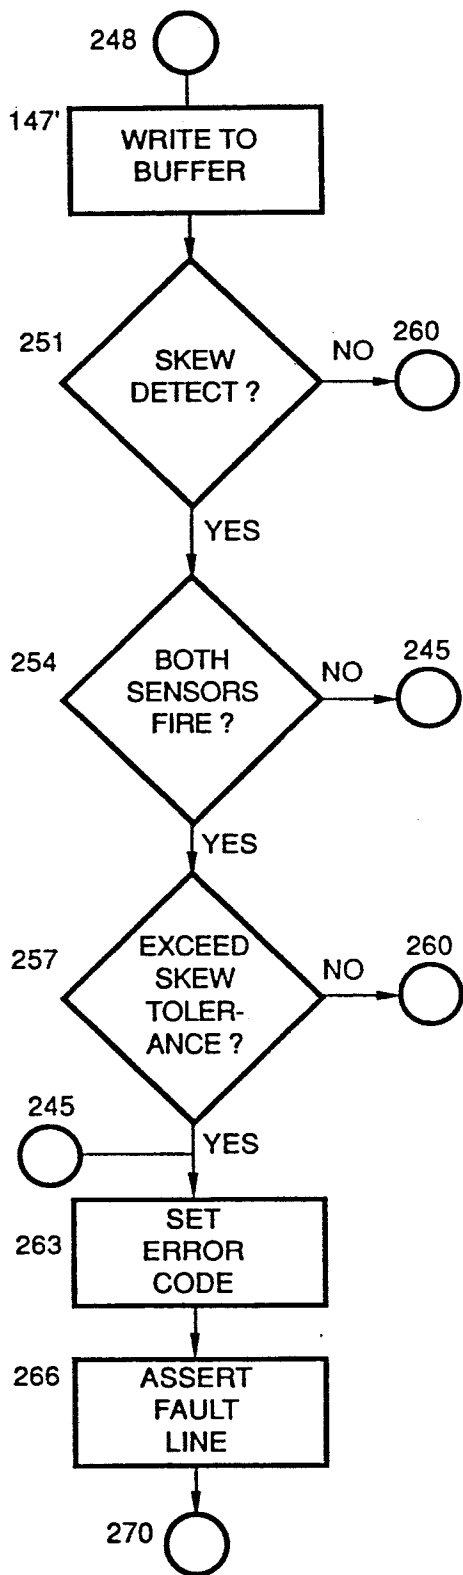 248
147'
WRITE TO
BUFFER
251
SKEW
DETECT ?
NO
260
YES
254
BOTH
SENSORS
FIRE ?
NO
245
YES
257
EXCEED
SKEW
TOLER-
ANCE ?
NO
260
245
YES
263
SET
ERROR
CODE
266
ASSERT
FAULT
LINE
270